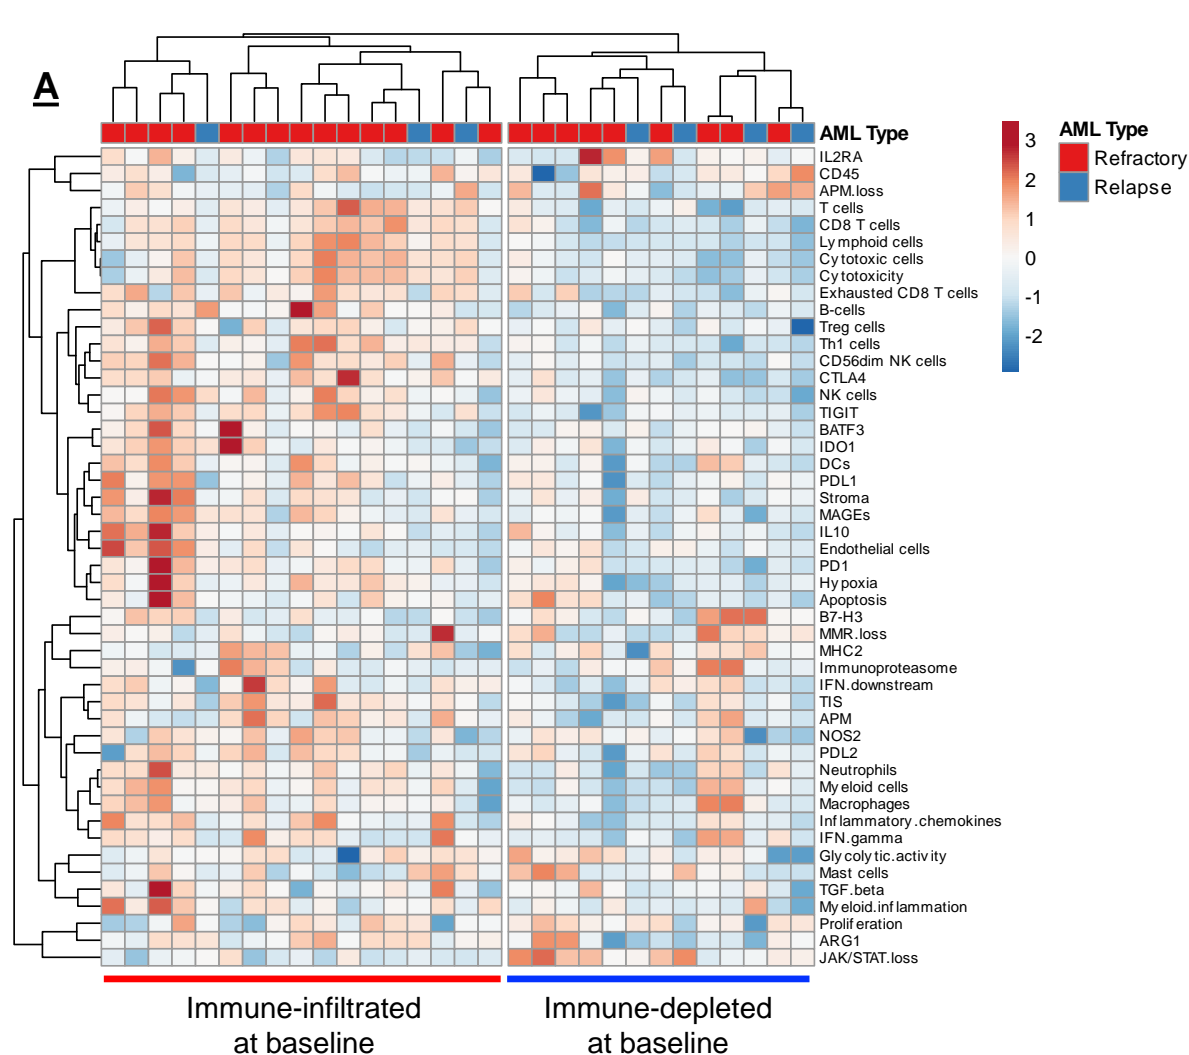 A
AML Type
IL2RA
CD45
APM.loss
T cells
CD8 T cells
Lymphoid cells
Cytotoxic cells
Cytotoxicity
Exhausted CD8 T cells
B-cells
Treg cells
Th1 cells
CD56dim NK cells
CTLA4
NK cells
TIGIT
BATF3
IDO1
DCs
PDL1
Stroma
MAGEs
IL10
Endothelial cells
PD1
Hypoxia
Apoptosis
B7-H3
MMR.loss
MHC2
Immunoproteasome
IFN.downstream
TIS
APM
NOS2
PDL2
Neutrophils
Myeloid cells
Macrophages
Inflammatory.chemokines
IFN.gamma
Glycolytic.activity
Mast cells
TGF.beta
Myeloid.inflammation
Proliferation
ARG1
JAK/STAT.loss
3
2
1
0
-1
-2
AML Type
Refractory
Relapse
Immune-infiltrated
at baseline
Immune-depleted
at baseline